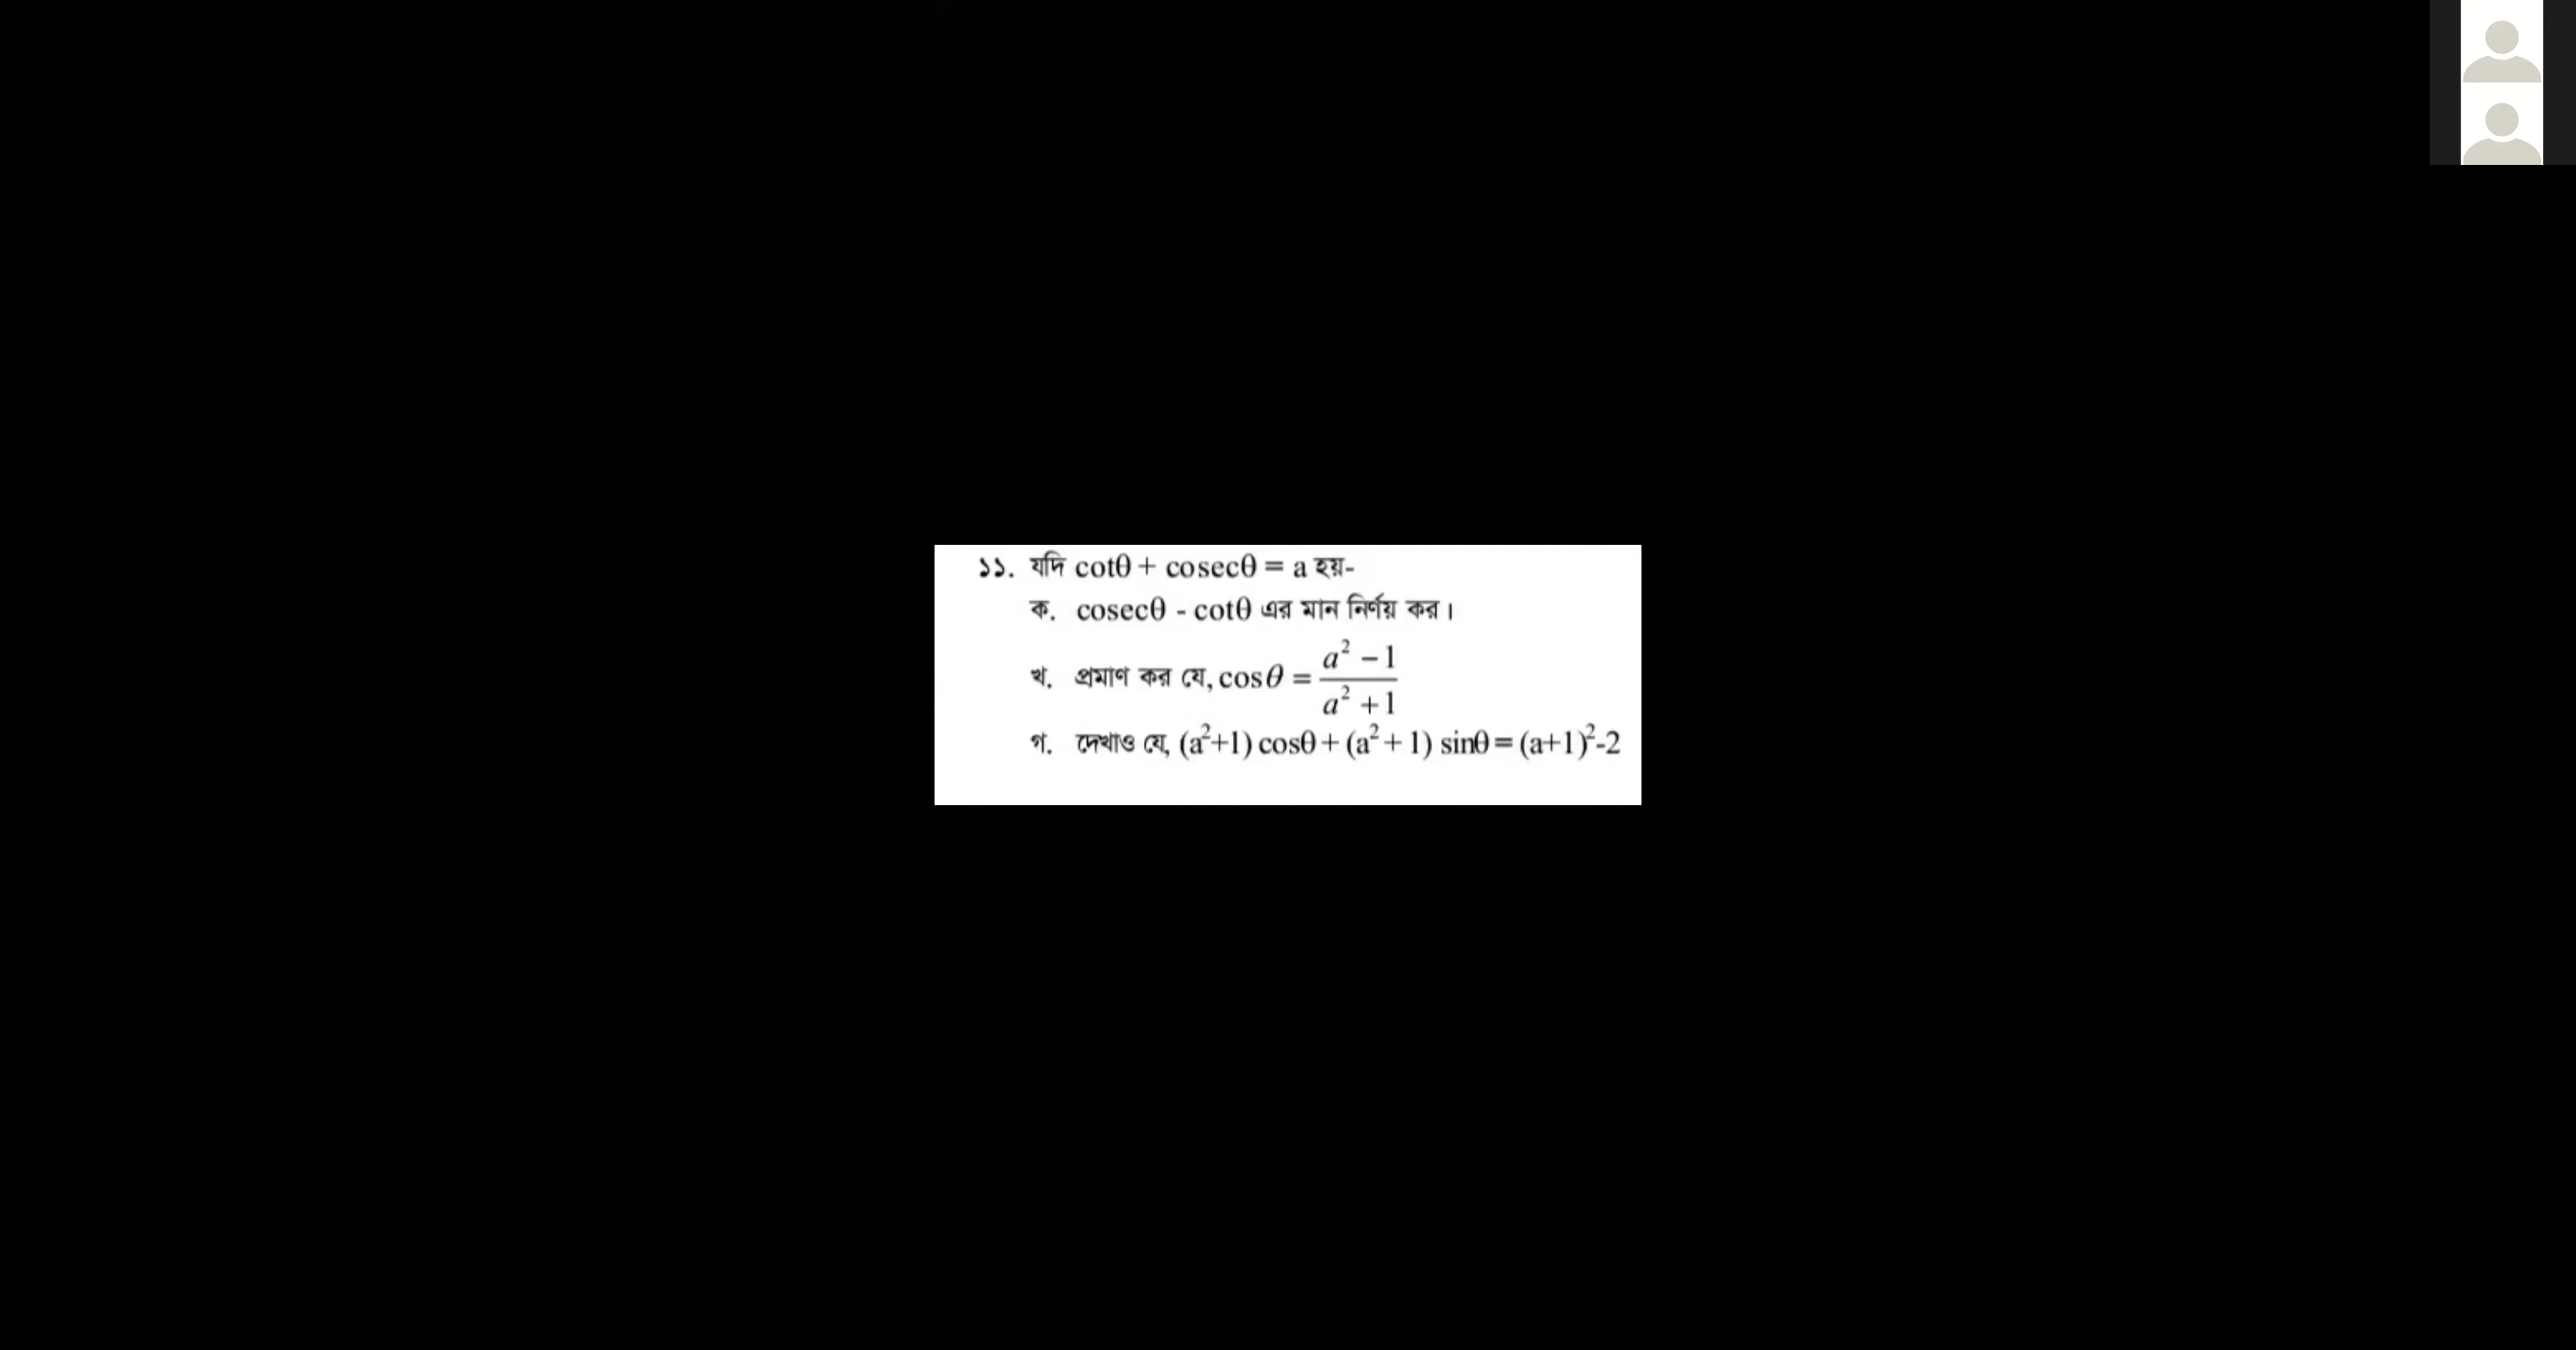 ১১. যদি cotθ + cosecθ = a হয়-
ক. cosecθ - cotθ এর মান নির্ণয় কর।
খ. প্রমাণ কর যে, cosθ = (a² − 1)/(a² + 1)
গ. দেখাও যে, (a²+1) cosθ + (a² + 1) sinθ = (a+1)²-2